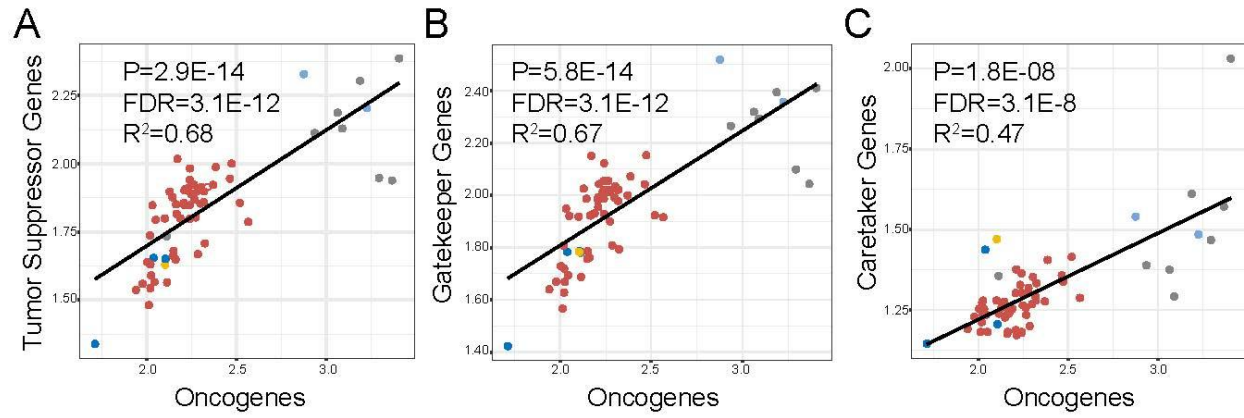 A
P=2.9E-14
FDR=3.1E-12
R²=0.68
Tumor Suppressor Genes
2.25
2.00
1.75
1.50
2.0
2.5
3.0
Oncogenes
B
P=5.8E-14
FDR=3.1E-12
R²=0.67
Gatekeeper Genes
2.40
2.20
2.00
1.80
1.60
1.40
2.0
2.5
3.0
Oncogenes
C
P=1.8E-08
FDR=3.1E-8
R²=0.47
Caretaker Genes
2.00
1.75
1.50
1.25
2.0
2.5
3.0
Oncogenes